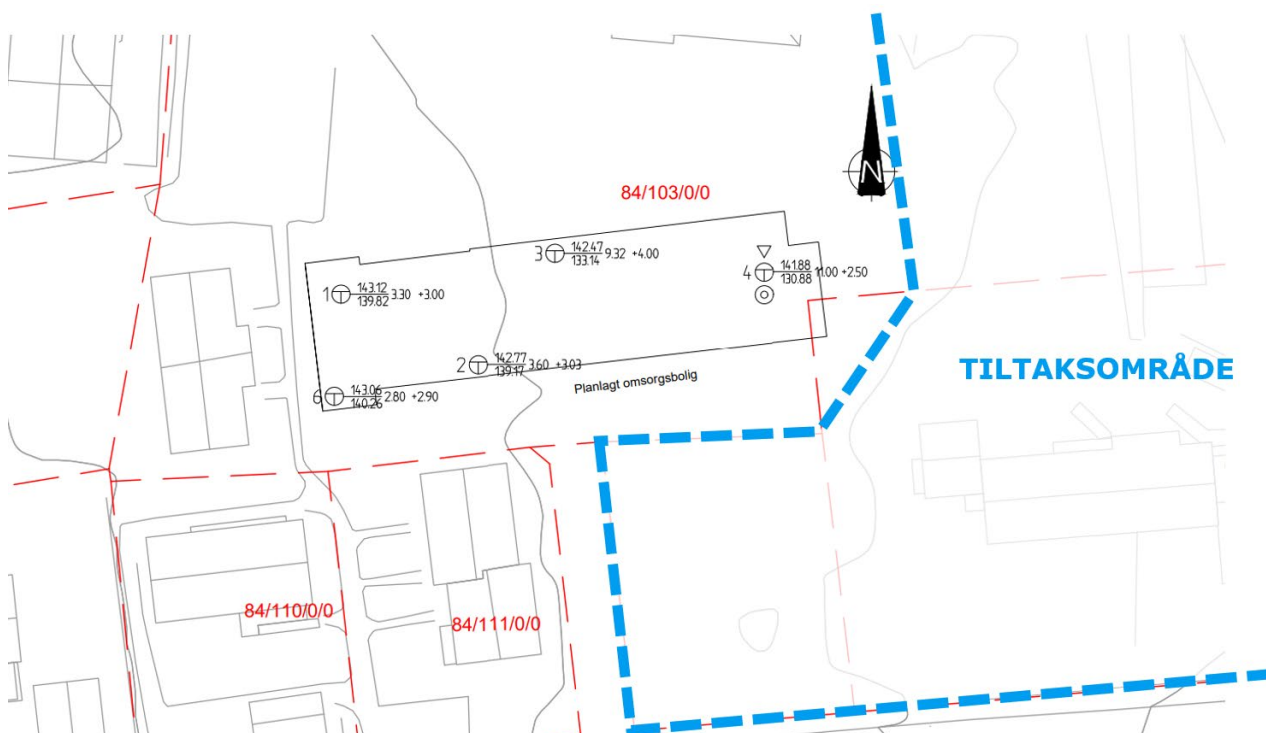 84/103/0/0
N
3 142.47 9.32 +4.00
133.14
4 141.88 11.00 +2.50
130.88
1 143.12 3.30 +3.00
139.82
2 142.77 3.60 +3.03
139.17
TILTAKSOMRÅDE
Planlagt omsorgsbolig
6 143.06 2.80 +2.90
140.26
84/110/0/0
84/111/0/0